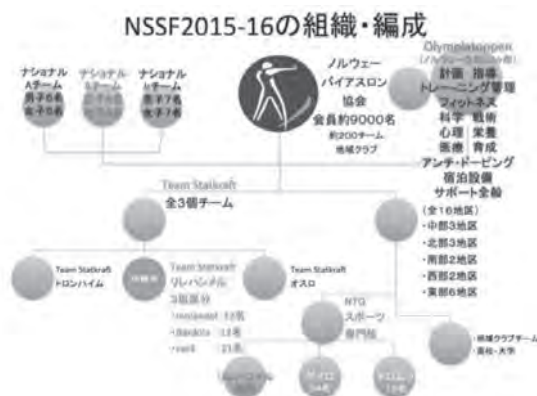 NSSF2015-16の組織・編成
ナショナル
Aチーム
男子6名
女子5名
ナショナル
チーム
ナショナル
チーム
男子7名
女子7名
ノルウェー
バイアスロン
協会
会員約9000名
約200チーム
地域クラブ
Olympiatoppen
計画 指導
トレーニング管理
フィットネス
科学 戦術
心理 栄養
医療 育成
アンチ・ドーピング
宿泊設備
サポート全般
Team Statkraft
全3個チーム
(全16地区)
・中部3地区
・北部3地区
・南部2地区
・西部2地区
・東部6地区
Team Statkraft
トロンハイム
Team Statkraft
リレハンメル
3個部分
Team Statkraft
オスロ
NTG
スポーツ
専門校
・地域クラブチーム
・高校・大学